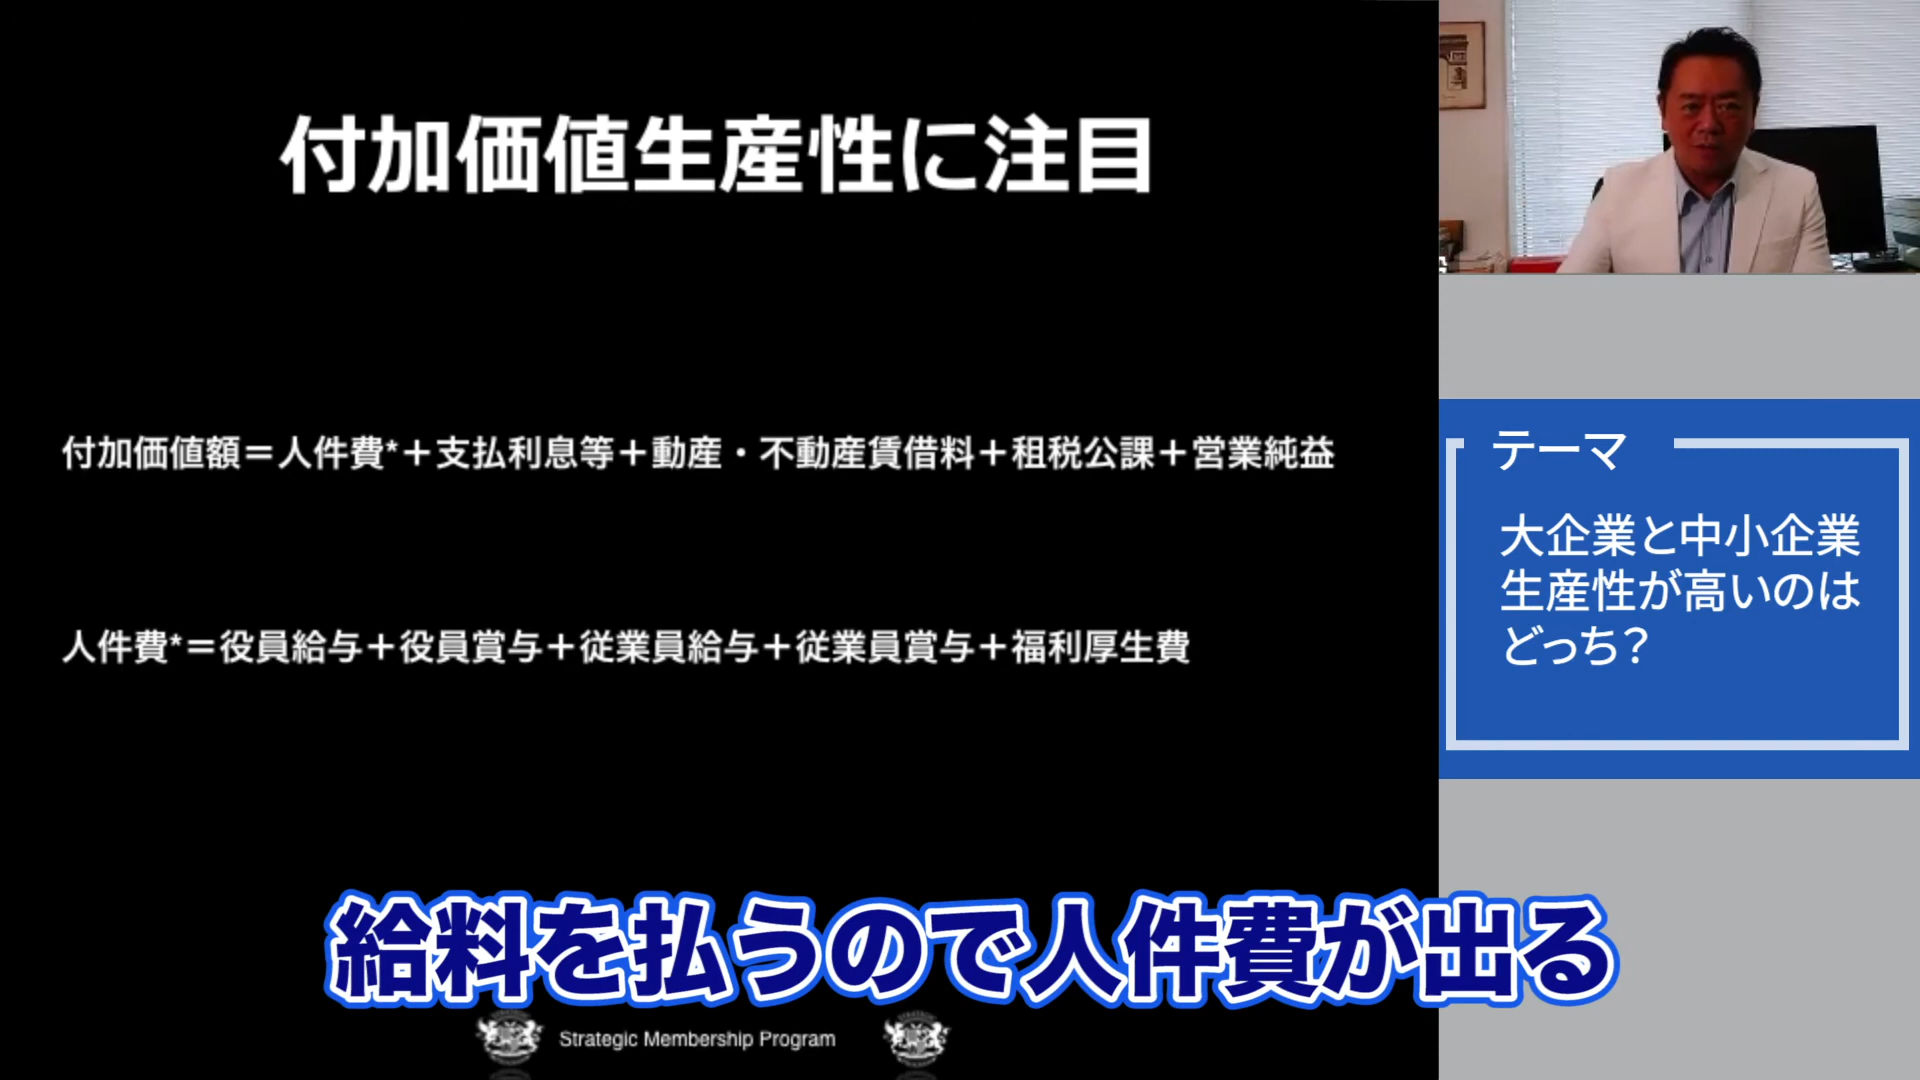 付加価値生産性に注目
付加価値額＝人件費*＋支払利息等＋動産・不動産賃借料＋租税公課＋営業純益
人件費*＝役員給与＋役員賞与＋従業員給与＋従業員賞与＋福利厚生費
テーマ
大企業と中小企業
生産性が高いのは
どっち？
給料を払うので人件費が出る
Strategic Membership Program